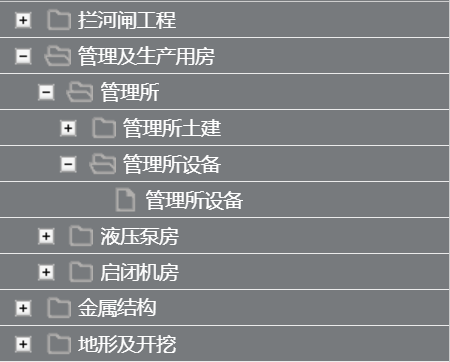 拦河闸工程
管理及生产用房
管理所
管理所土建
管理所设备
管理所设备
液压泵房
启闭机房
金属结构
地形及开挖